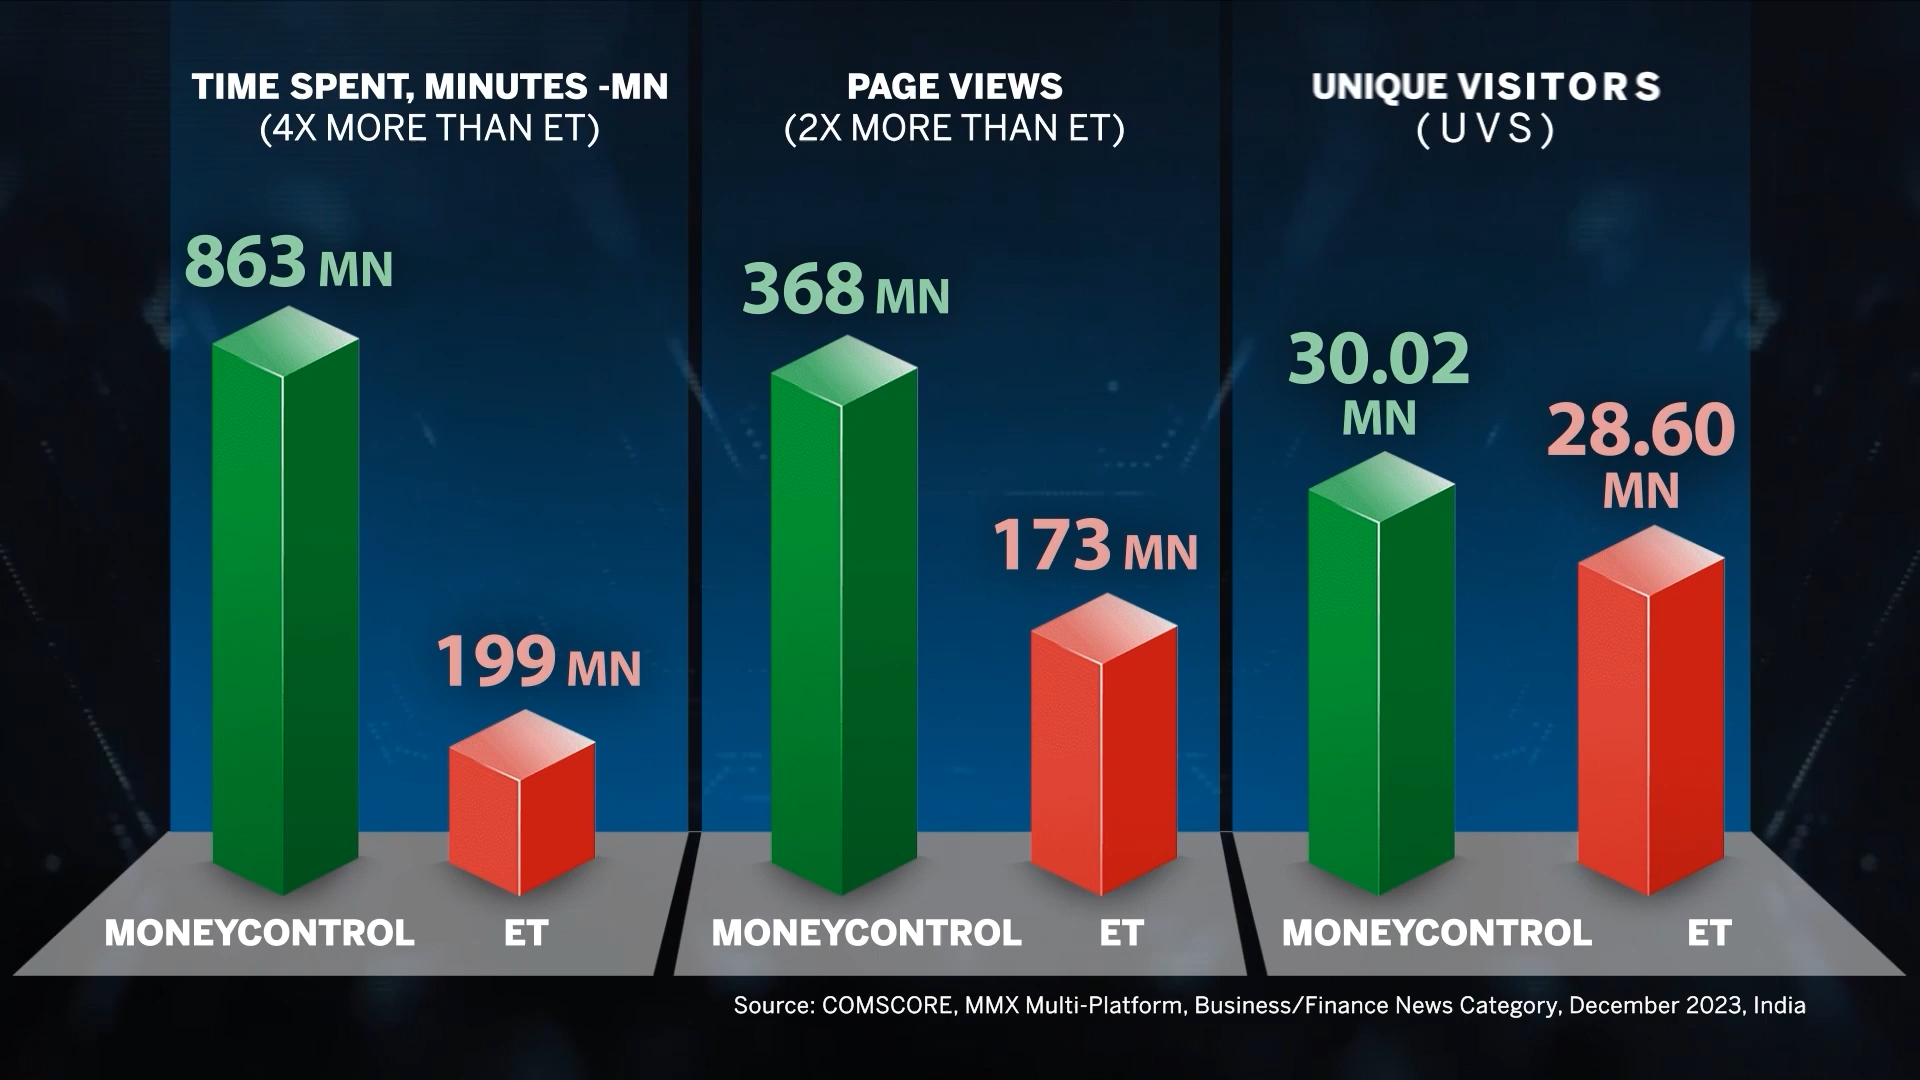 TIME SPENT, MINUTES -MN
(4X MORE THAN ET)
863 MN
199 MN
MONEYCONTROL ET
PAGE VIEWS
(2X MORE THAN ET)
368 MN
173 MN
MONEYCONTROL ET
UNIQUE VISITORS
(UVS)
30.02
MN
28.60
MN
MONEYCONTROL ET
Source: COMSCORE, MMX Multi-Platform, Business/Finance News Category, December 2023, India